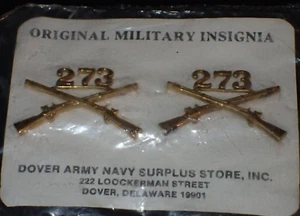 ORIGINAL MILITARY INSIGNIA
273 273
DOVER ARMY NAVY SURPLUS STORE, INC.
222 LOOCKERMAN STREET
DOVER, DELAWARE 19901